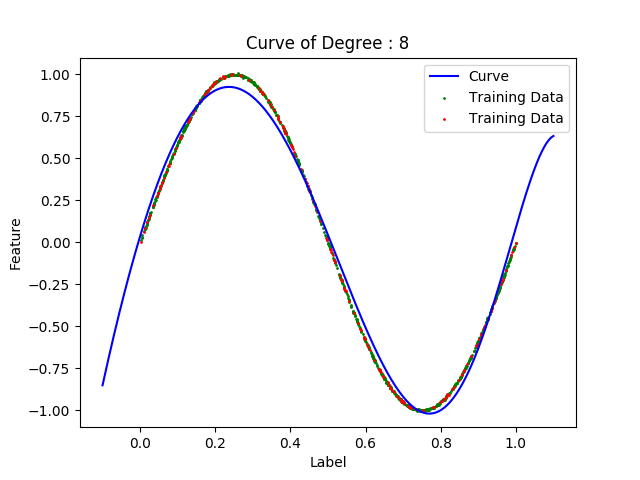 Curve of Degree : 8
Curve
Training Data
Training Data
1.00
0.75
0.50
0.25
0.00
−0.25
−0.50
−0.75
−1.00
Feature
0.0 0.2 0.4 0.6 0.8 1.0
Label